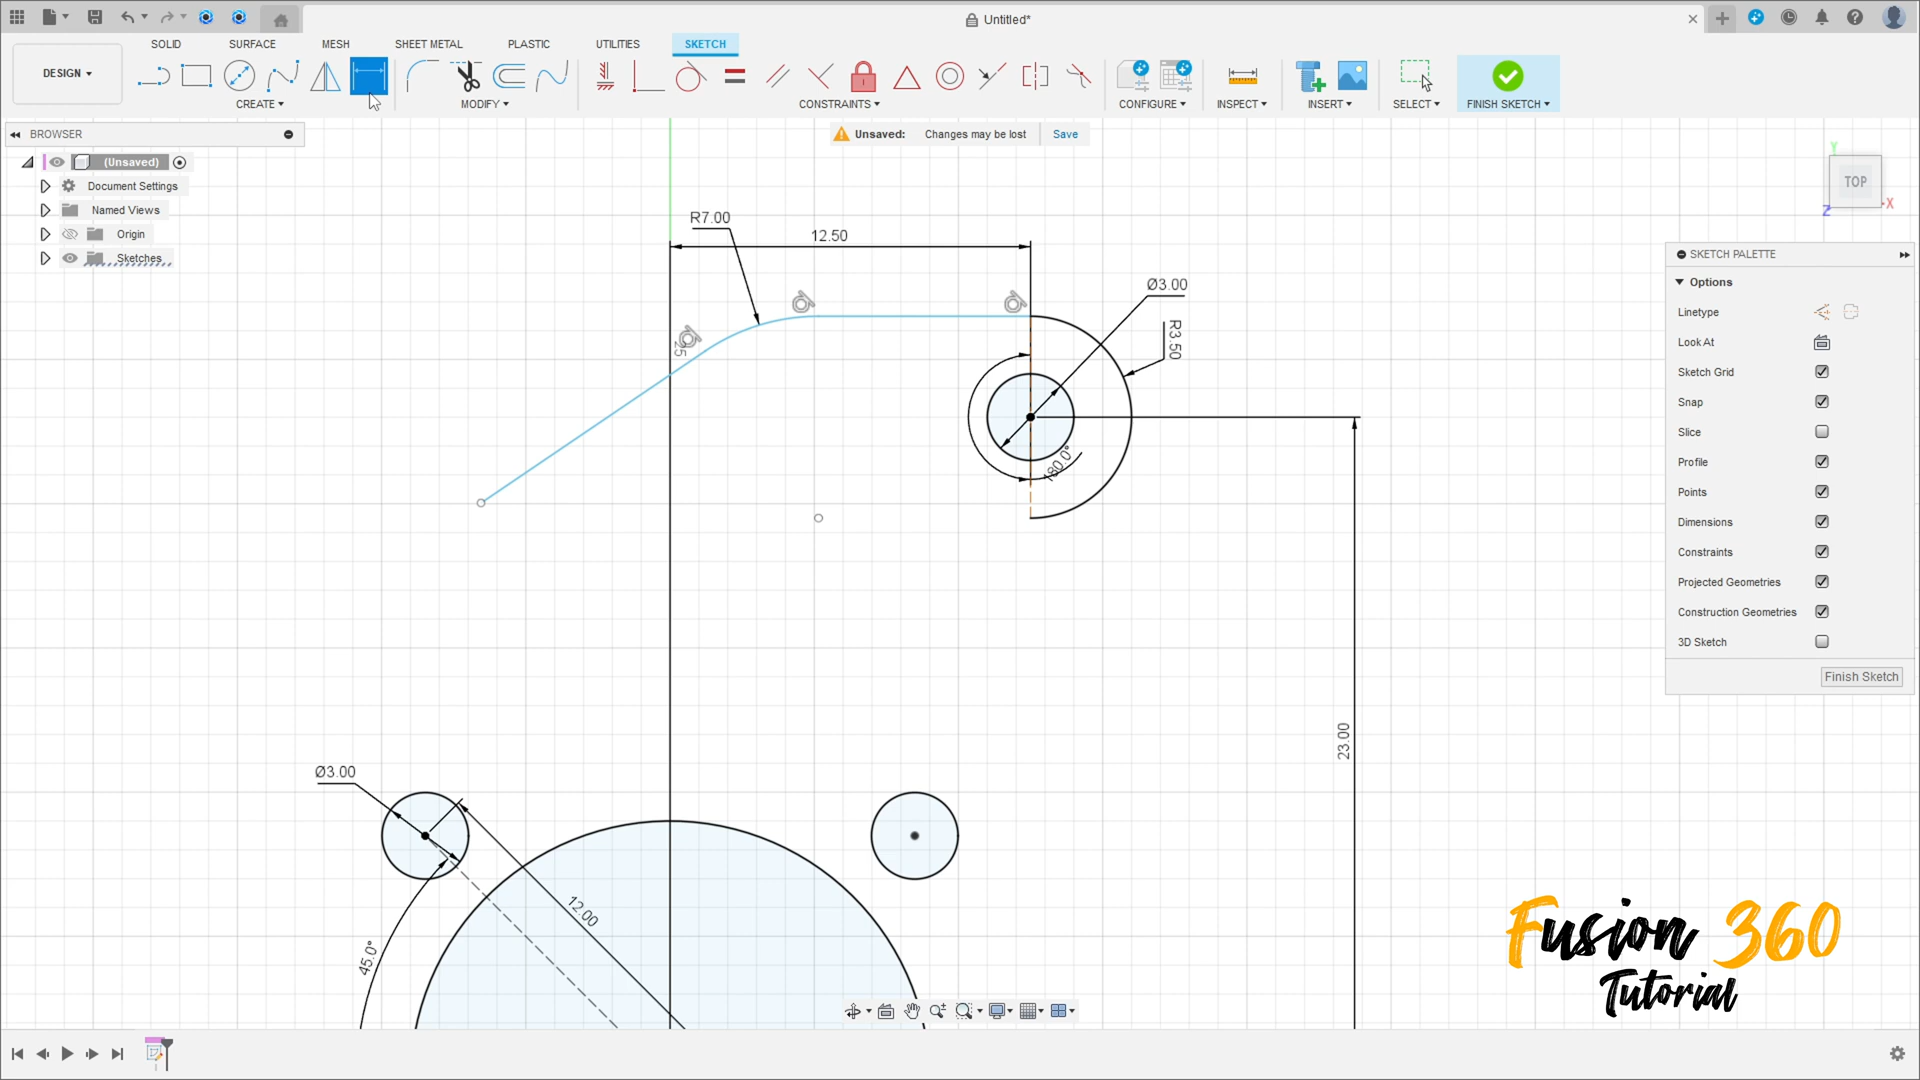 Untitled*
SOLID
SURFACE
MESH
SHEET METAL
PLASTIC
UTILITIES
SKETCH
DESIGN
CREATE
MODIFY
CONSTRAINTS
CONFIGURE
INSPECT
INSERT
SELECT
FINISH SKETCH
BROWSER
Unsaved: Changes may be lost Save
(Unsaved)
Document Settings
Named Views
Origin
Sketches
TOP
Y
X
Z
SKETCH PALETTE
Options
Linetype
Look At
Sketch Grid
Snap
Slice
Profile
Points
Dimensions
Constraints
Projected Geometries
Construction Geometries
3D Sketch
Finish Sketch
R7.00
12.50
Ø3.00
R3.50
25
180.0°
23.00
Ø3.00
12.00
45.0°
Fusion 360
Tutorial